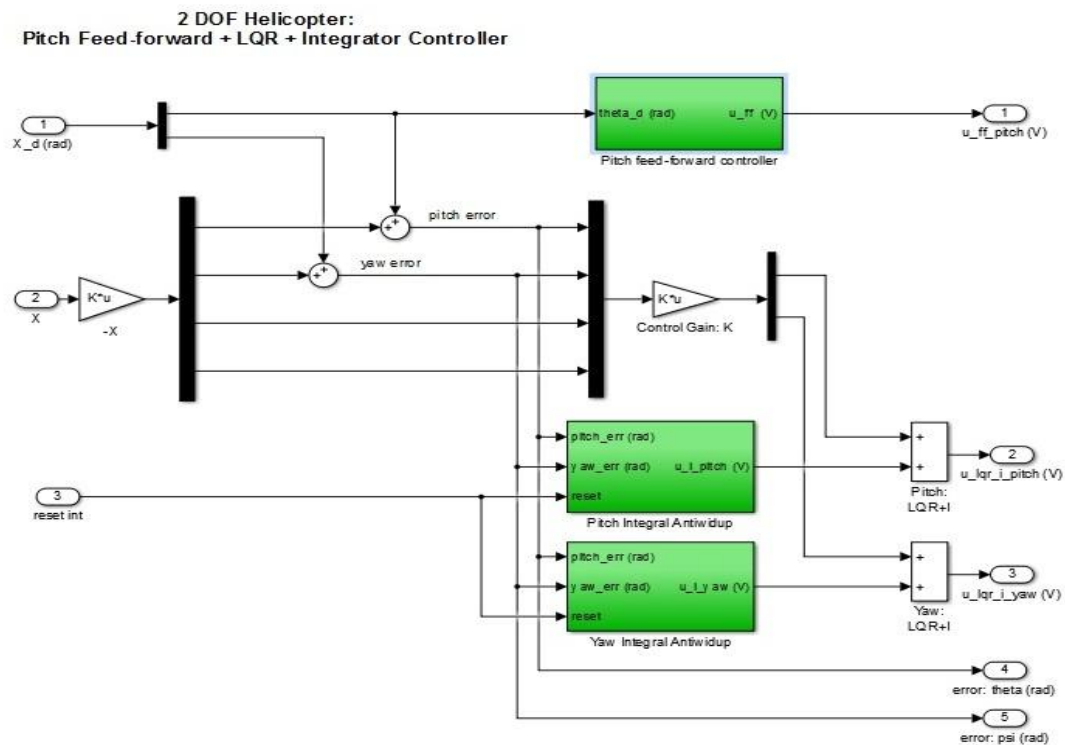 2 DOF Helicopter:
Pitch Feed-forward + LQR + Integrator Controller
1
X_d (rad)
theta_d (rad)
u_ff (V)
Pitch feed-forward controller
1
u_ff_pitch (V)
++
pitch error
++
yaw error
2
X
K*u
-X
K*u
Control Gain: K
pitch_err (rad)
yaw_err (rad)
u_I_pitch (V)
reset
Pitch Integral Antiwidup
+
+
Pitch:
LQR+I
2
u_lqr_i_pitch (V)
3
reset int
pitch_err (rad)
yaw_err (rad)
u_I_yaw (V)
reset
Yaw Integral Antiwidup
+
+
Yaw:
LQR+I
3
u_lqr_i_yaw (V)
4
error: theta (rad)
5
error: psi (rad)